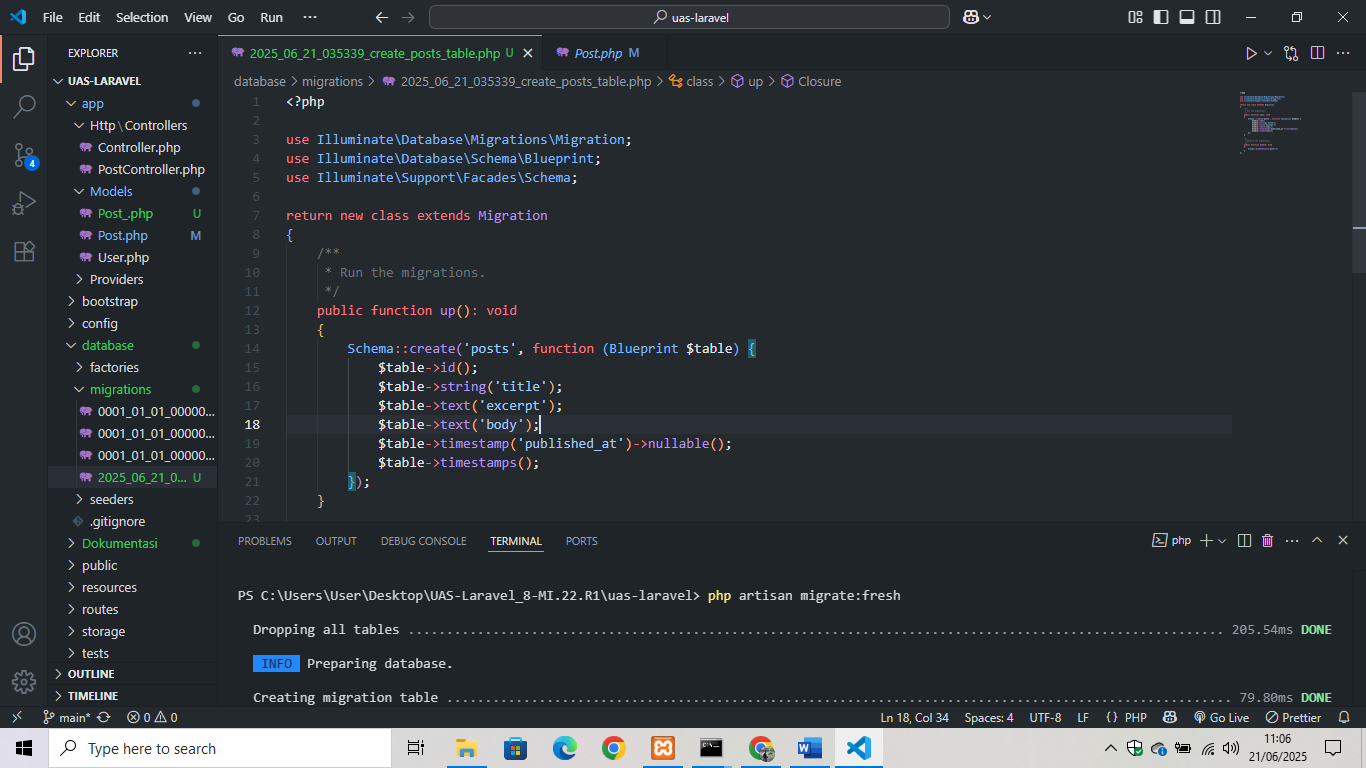 File Edit Selection View Go Run ··· uas-laravel
EXPLORER ···
UAS-LARAVEL
app
Http\Controllers
Controller.php
PostController.php
Models
Post_.php U
Post.php M
User.php
Providers
bootstrap
config
database
factories
migrations
0001_01_01_00000...
0001_01_01_00000...
0001_01_01_00000...
2025_06_21_0... U
seeders
.gitignore
Dokumentasi
public
resources
routes
storage
tests
OUTLINE
TIMELINE
4
2025_06_21_035339_create_posts_table.php U Post.php M
database > migrations > 2025_06_21_035339_create_posts_table.php > class > up > Closure
1 <?php
2
3 use Illuminate\Database\Migrations\Migration;
4 use Illuminate\Database\Schema\Blueprint;
5 use Illuminate\Support\Facades\Schema;
6
7 return new class extends Migration
8 {
9 /**
10 * Run the migrations.
11 */
12 public function up(): void
13 {
14 Schema::create('posts', function (Blueprint $table) {
15 $table->id();
16 $table->string('title');
17 $table->text('excerpt');
18 $table->text('body');
19 $table->timestamp('published_at')->nullable();
20 $table->timestamps();
21 });
22 }
23
PROBLEMS OUTPUT DEBUG CONSOLE TERMINAL PORTS php
PS C:\Users\User\Desktop\UAS-Laravel_8-MI.22.R1\uas-laravel> php artisan migrate:fresh
Dropping all tables ........................................ 205.54ms DONE
INFO Preparing database.
Creating migration table ........................................ 79.80ms DONE
main* 0 0 Ln 18, Col 34 Spaces: 4 UTF-8 LF {} PHP Go Live Prettier
Type here to search
11:06
21/06/2025